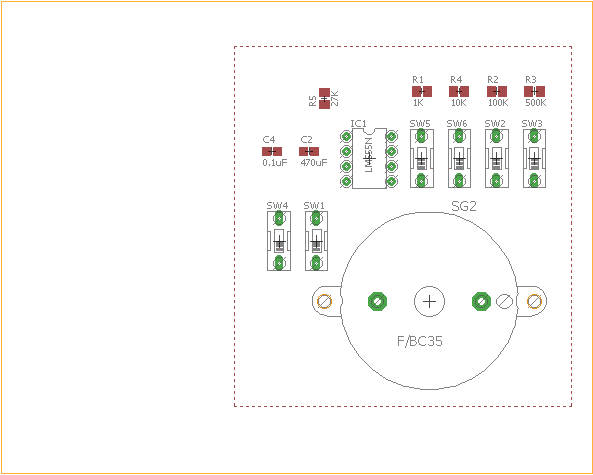 R1 R4 R2 R3
R5 27K
1K 10K 100K 500K
IC1 SW5 SW6 SW2 SW3
C4 C2
LM555N
0.1uF 470uF
SW4 SW1
SG2
F/BC35